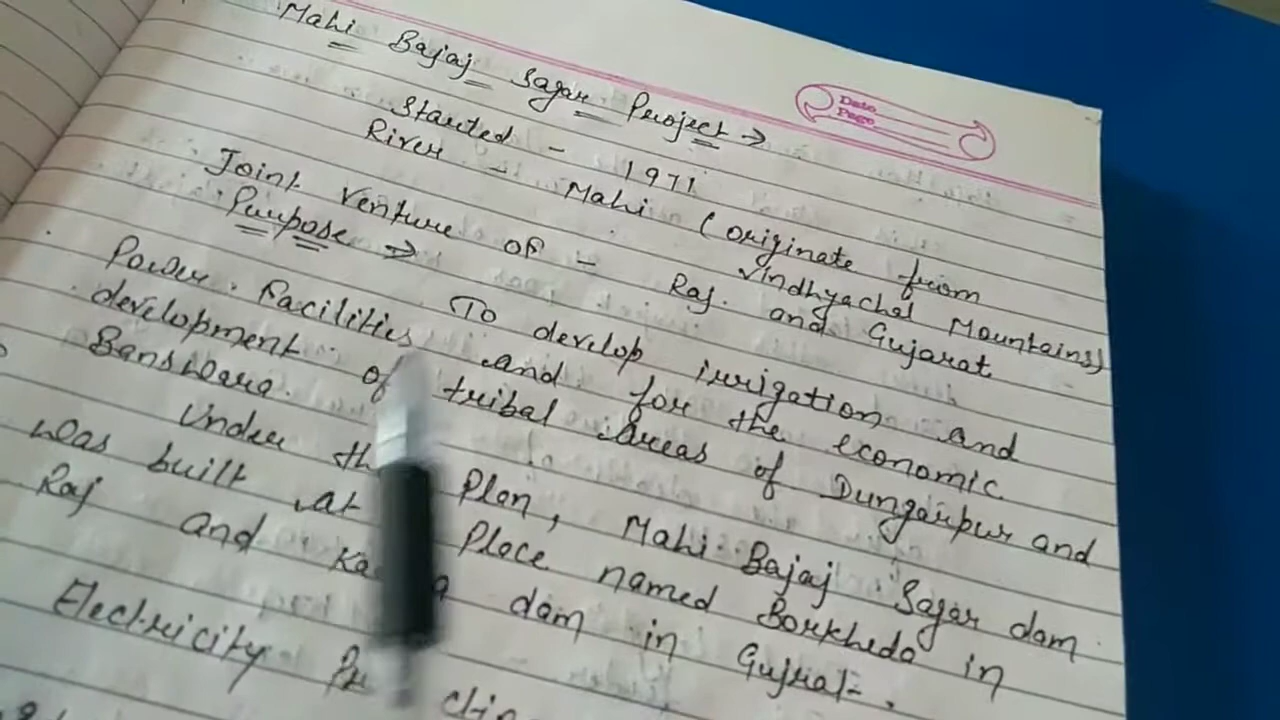 Mahi Bajaj Sagar Project →
Date
Page
Started - 1971
River - Mahi (originate from
Vindhyachal Mountains)
Joint Venture of - Raj. and Gujarat
Purpose →
To develop irrigation and
Power Facilities and for the economic
development of tribal areas of Dungarpur and
Banswara.
Under the Plan, Mahi Bajaj Sagar dam
was built at Place named Borkheda in
Raj and dam in Gujrat.
Electricity